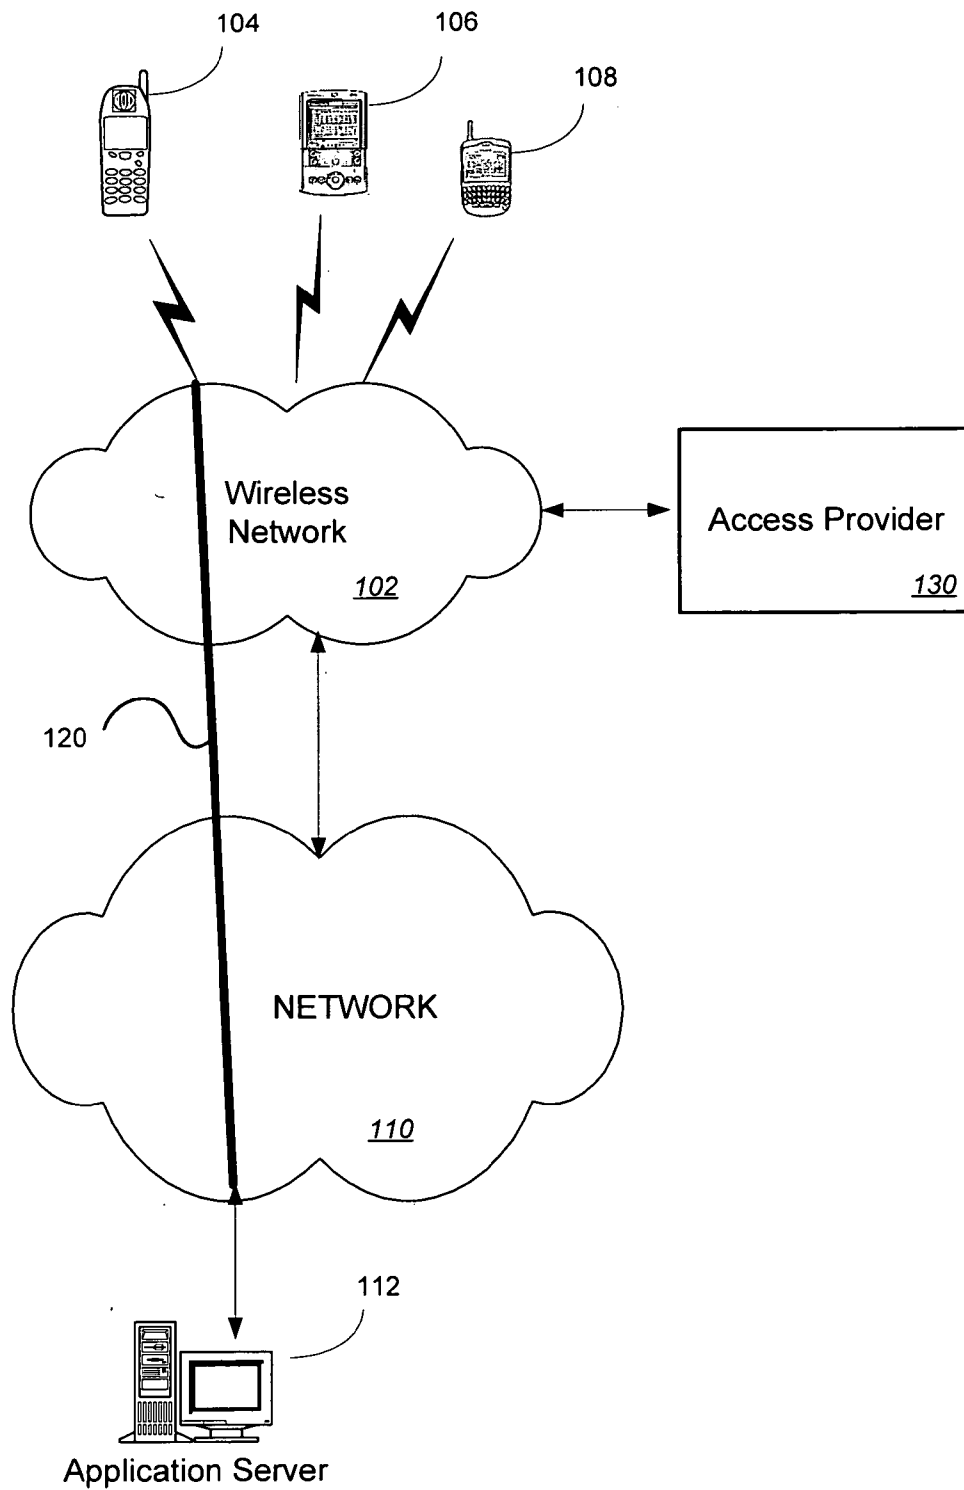 104
106
108
Wireless
Network
102
Access Provider
130
120
NETWORK
110
112
Application Server